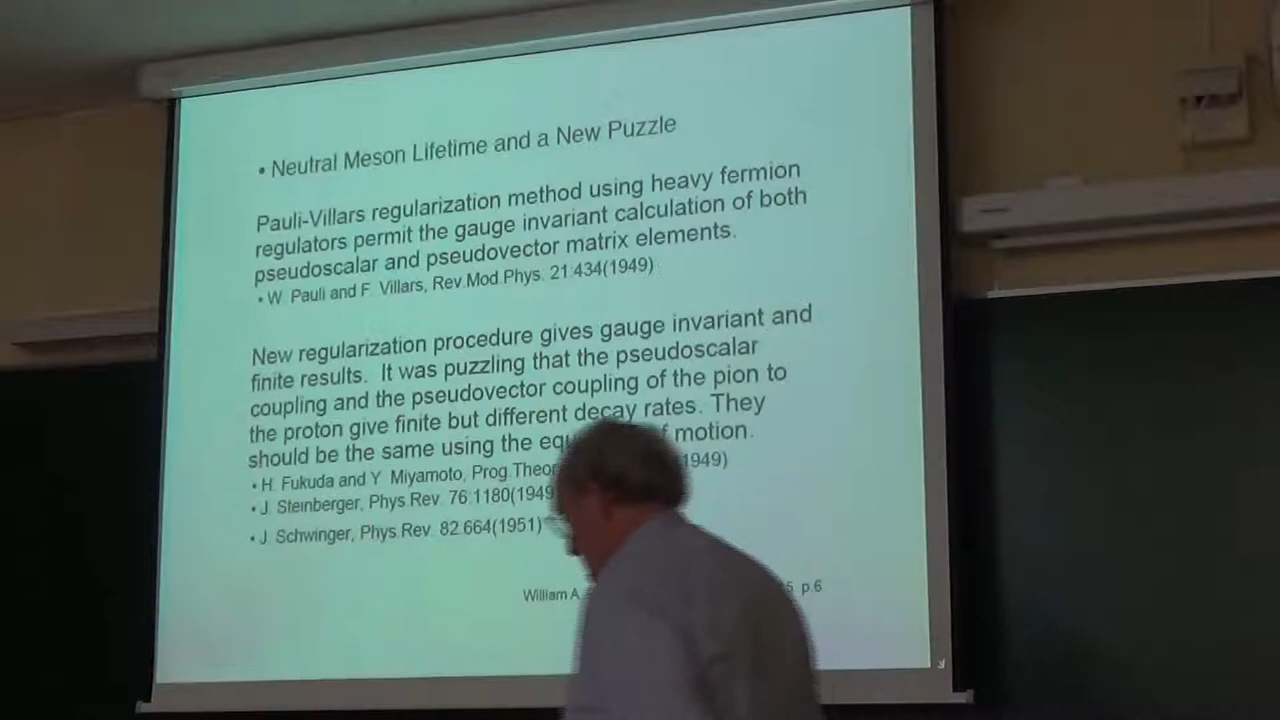 • Neutral Meson Lifetime and a New Puzzle
Pauli-Villars regularization method using heavy fermion
regulators permit the gauge invariant calculation of both
pseudoscalar and pseudovector matrix elements.
• W. Pauli and F. Villars, Rev.Mod.Phys. 21:434(1949)
New regularization procedure gives gauge invariant and
finite results. It was puzzling that the pseudoscalar
coupling and the pseudovector coupling of the pion to
the proton give finite but different decay rates. They
should be the same using the motion.
• H. Fukuda and Y. Miyamoto, Prog. 1949)
• J. Steinberger, Phys.Rev. 76:1180(1949
• J. Schwinger, Phys.Rev. 82:664(1951)
William A. p.6